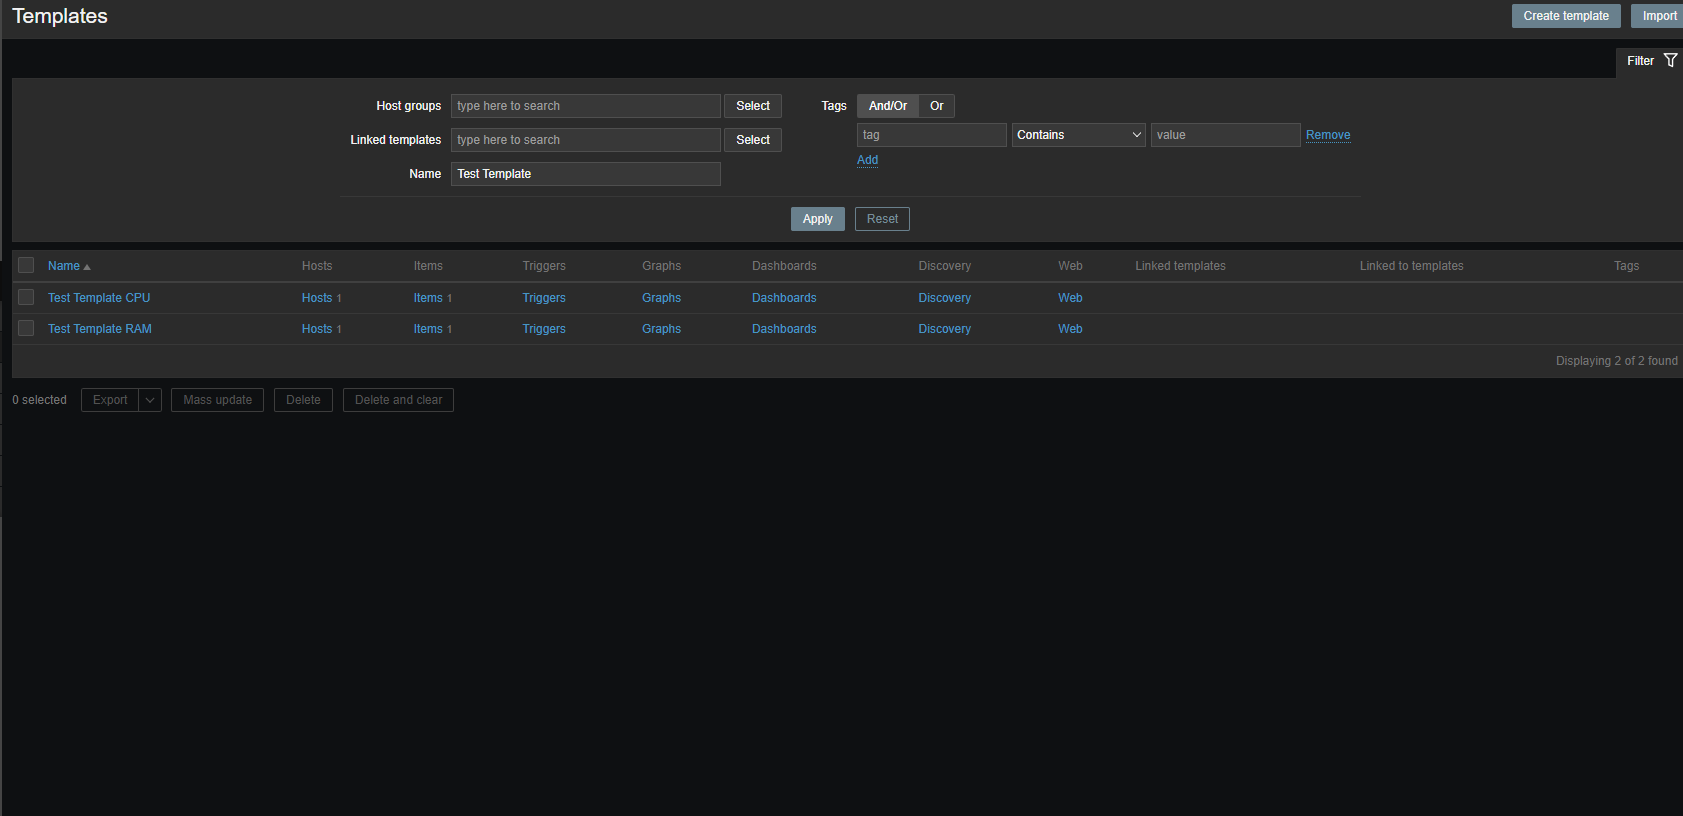 Templates
Create template
Import
Filter
Host groups
type here to search
Select
Tags
And/Or
Or
tag
Contains
value
Remove
Linked templates
type here to search
Select
Add
Name
Test Template
Apply
Reset
Name Hosts Items Triggers Graphs Dashboards Discovery Web Linked templates Linked to templates Tags
Test Template CPU Hosts 1 Items 1 Triggers Graphs Dashboards Discovery Web
Test Template RAM Hosts 1 Items 1 Triggers Graphs Dashboards Discovery Web
Displaying 2 of 2 found
0 selected
Export
Mass update
Delete
Delete and clear